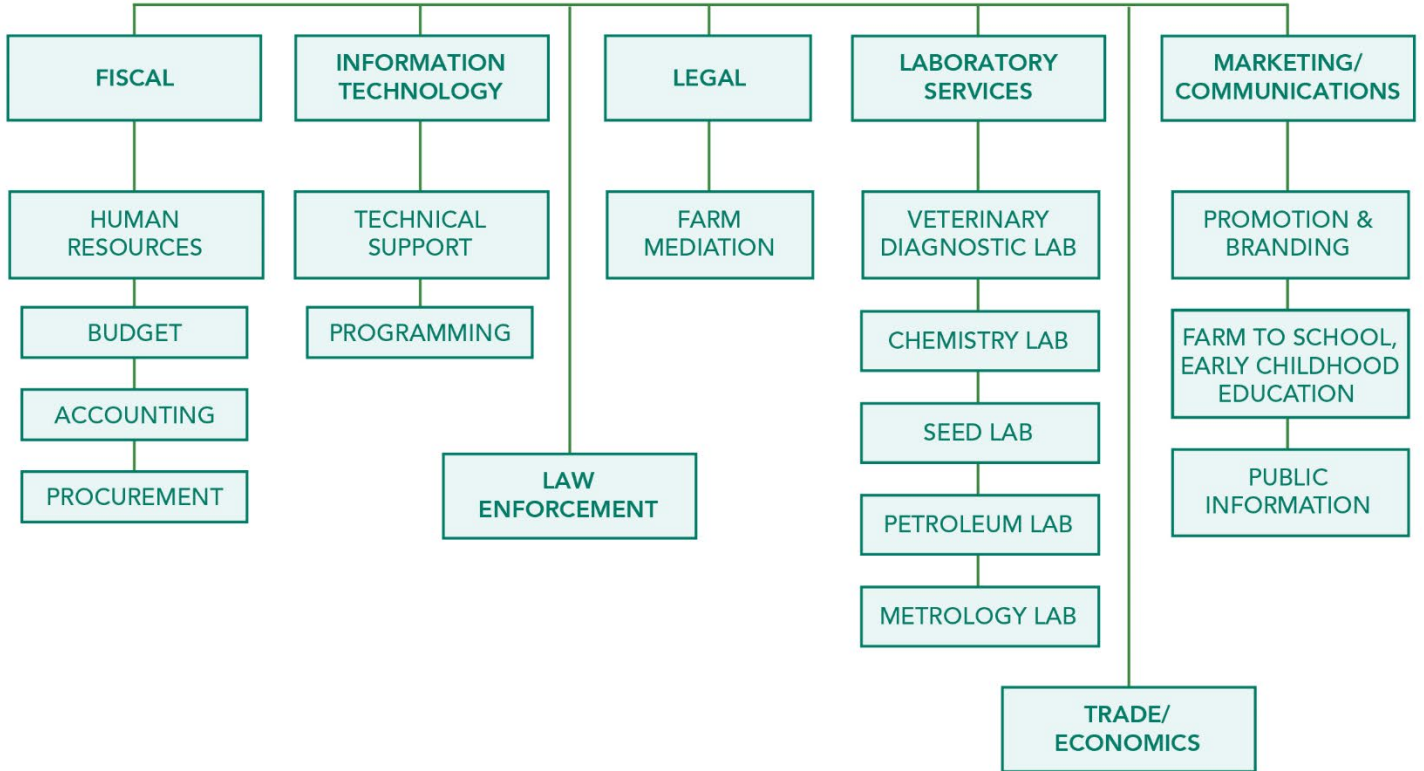 FISCAL
HUMAN
RESOURCES
BUDGET
ACCOUNTING
PROCUREMENT
INFORMATION
TECHNOLOGY
TECHNICAL
SUPPORT
PROGRAMMING
LAW
ENFORCEMENT
LEGAL
FARM
MEDIATION
LABORATORY
SERVICES
VETERINARY
DIAGNOSTIC LAB
CHEMISTRY LAB
SEED LAB
PETROLEUM LAB
METROLOGY LAB
TRADE/
ECONOMICS
MARKETING/
COMMUNICATIONS
PROMOTION &
BRANDING
FARM TO SCHOOL,
EARLY CHILDHOOD
EDUCATION
PUBLIC
INFORMATION